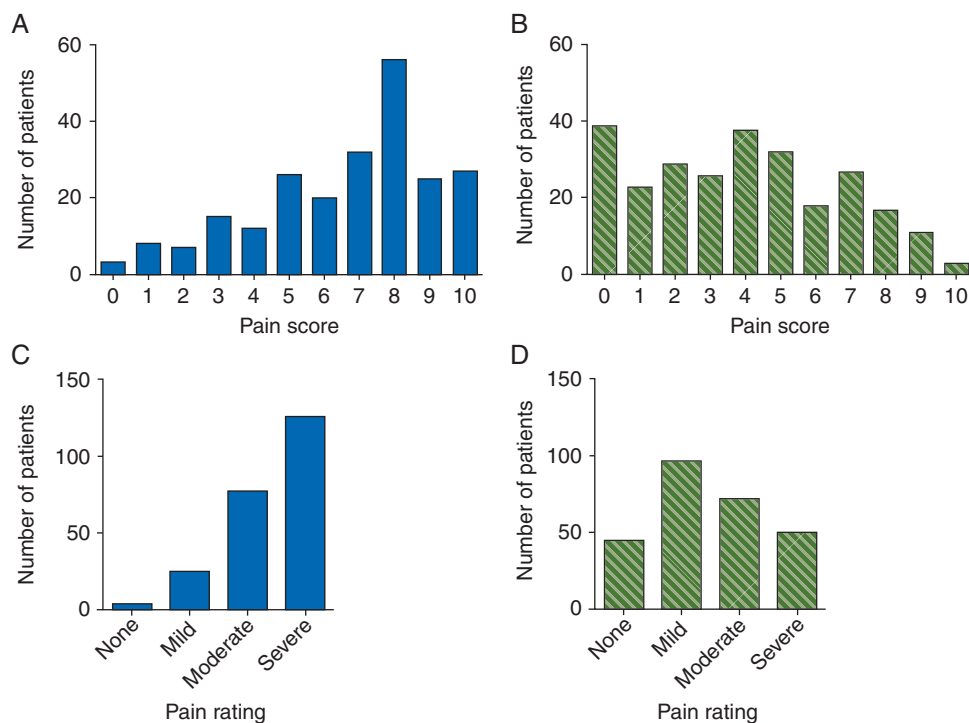 A
Number of patients
60
40
20
0
0 1 2 3 4 5 6 7 8 9 10
Pain score
B
Number of patients
60
40
20
0
0 1 2 3 4 5 6 7 8 9 10
Pain score
C
Number of patients
150
100
50
0
None Mild Moderate Severe
Pain rating
D
Number of patients
150
100
50
0
None Mild Moderate Severe
Pain rating